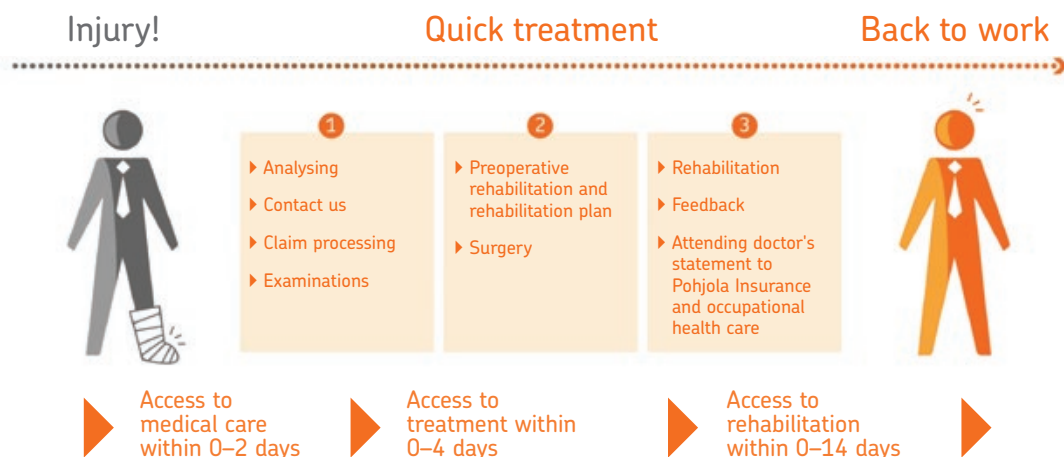 Injury!
Quick treatment
Back to work
1
Analysing
Contact us
Claim processing
Examinations
2
Preoperative
rehabilitation and
rehabilitation plan
Surgery
3
Rehabilitation
Feedback
Attending doctor's
statement to
Pohjola Insurance
and occupational
health care
Access to
medical care
within 0–2 days
Access to
treatment within
0–4 days
Access to
rehabilitation
within 0–14 days